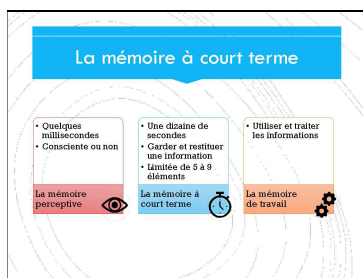 La mémoire à court terme
• Quelques
millisecondes
• Consciente ou non
La mémoire
perceptive
• Une dizaine de
secondes
• Garder et restituer
une information
• Limitée de 5 à 9
éléments
La mémoire à
court terme
• Utiliser et traiter
les informations
La mémoire
de travail